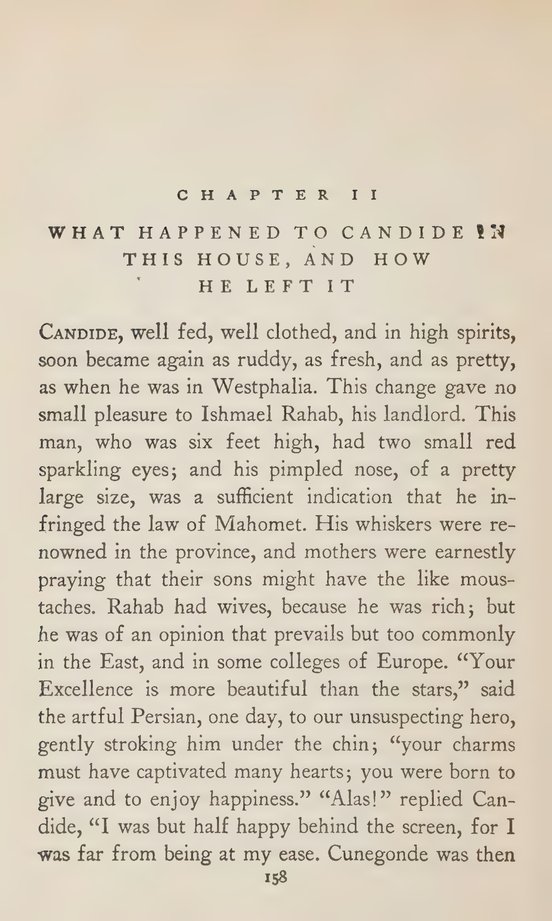 CHAPTER II
WHAT HAPPENED TO CANDIDE IN
THIS HOUSE, AND HOW
HE LEFT IT
CANDIDE, well fed, well clothed, and in high spirits,
soon became again as ruddy, as fresh, and as pretty,
as when he was in Westphalia. This change gave no
small pleasure to Ishmael Rahab, his landlord. This
man, who was six feet high, had two small red
sparkling eyes; and his pimpled nose, of a pretty
large size, was a sufficient indication that he in-
fringed the law of Mahomet. His whiskers were re-
nowned in the province, and mothers were earnestly
praying that their sons might have the like mous-
taches. Rahab had wives, because he was rich; but
he was of an opinion that prevails but too commonly
in the East, and in some colleges of Europe. “Your
Excellence is more beautiful than the stars,” said
the artful Persian, one day, to our unsuspecting hero,
gently stroking him under the chin; “your charms
must have captivated many hearts; you were born to
give and to enjoy happiness.” “Alas!” replied Can-
dide, “I was but half happy behind the screen, for I
was far from being at my ease. Cunegonde was then
158